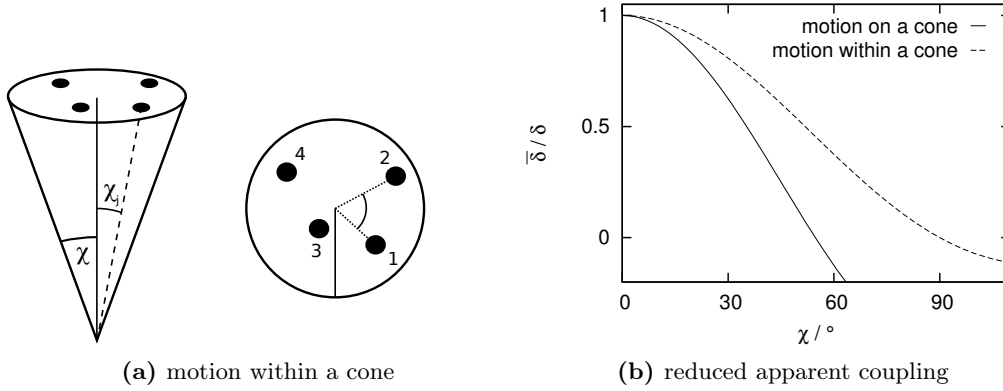 χ
χj
4
2
3
1
1
0.5
0
δ̅ / δ
motion on a cone
motion within a cone
0
30
60
90
χ / °
(a) motion within a cone
(b) reduced apparent coupling